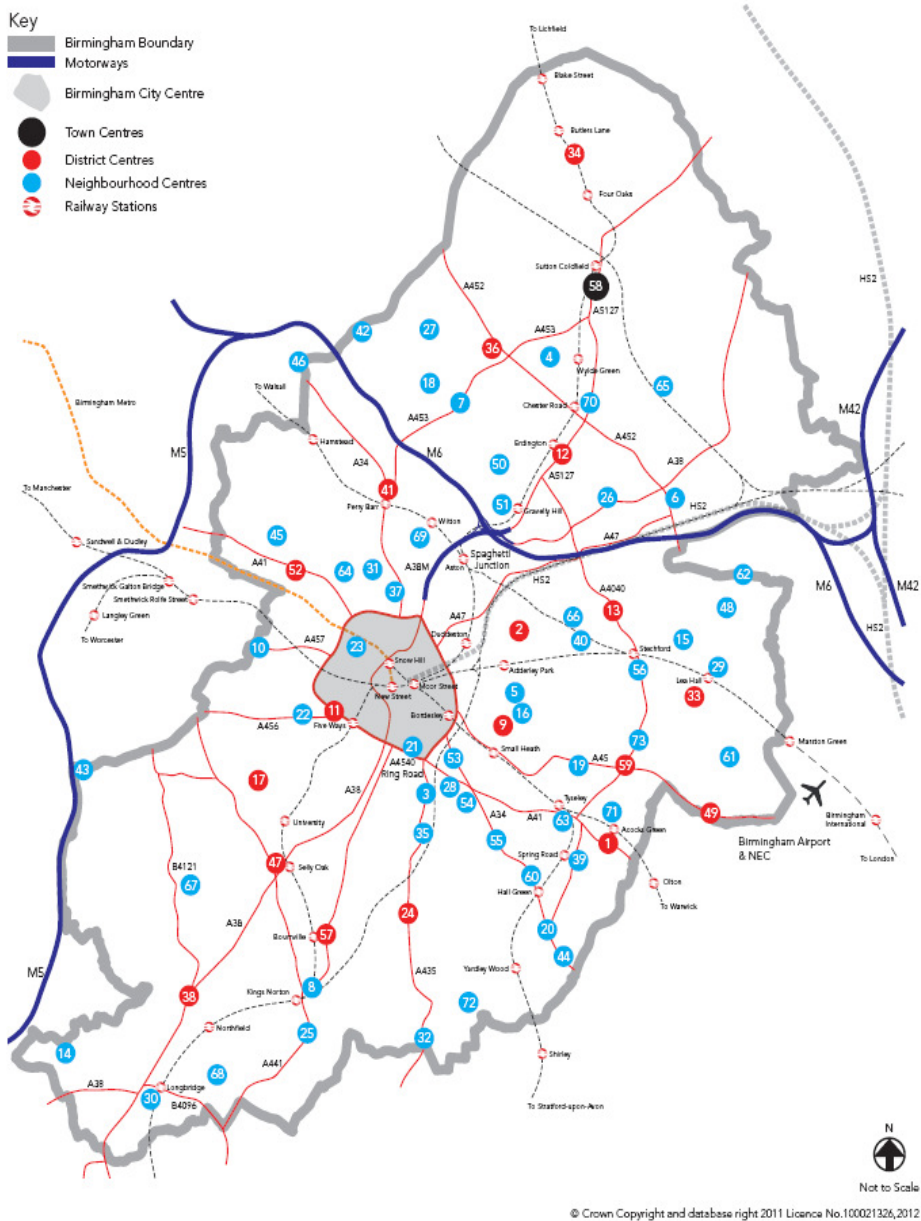 Key
Birmingham Boundary
Motorways
Birmingham City Centre
Town Centres
District Centres
Neighbourhood Centres
Railway Stations
To Lichfield
Blake Street
Butlers Lane
34
Four Oaks
Sutton Coldfield
58
HS2
A452
A5127
A453
42
27
36
4
46
Wylde Green
18
65
To Walsall
7
Chester Road
70
Birmingham Metro
A453
M5
Hamstead
M6
A452
M42
Erdington
12
A34
50
A38
A5127
To Manchester
41
Perry Barr
51
Gravelly Hill
26
6
HS2
Witton
45
69
A47
Sandwell & Dudley
A41
52
64
31
A38M
Aston
Spaghetti
Junction
HS2
62
M6
M42
Smethwick Galton Bridge
Smethwick Rolfe Street
37
A4040
Langley Green
A47
13
48
HS2
To Worcester
Duddeston
2
66
10
A457
23
40
15
Snow Hill
Stechford
Adderley Park
56
29
Lea Hall
Moor Street
New Street
5
33
22
11
Bordesley
16
A456
Five Ways
9
Small Heath
73
Marston Green
43
21
A4540
Ring Road
53
19
A45
59
61
17
A38
3
28
54
A34
A41
Tyseley
63
71
49
Birmingham
International
University
35
55
Acocks Green
1
Birmingham Airport
& NEC
To London
B4121
47
Selly Oak
Spring Road
39
67
60
Hall Green
Olton
To Warwick
A38
24
Bournville
57
20
44
M5
A435
Yardley Wood
38
Kings Norton
8
72
Northfield
25
32
14
Shirley
68
A441
A38
Longbridge
30
B4096
To Stratford-upon-Avon
N
Not to Scale
© Crown Copyright and database right 2011 Licence No.100021326,2012